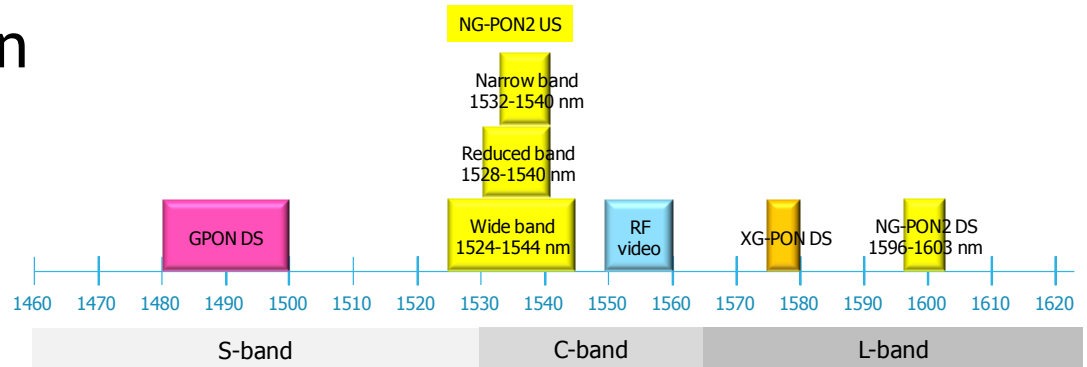 n
NG-PON2 US
Narrow band
1532-1540 nm
Reduced band
1528-1540 nm
Wide band
1524-1544 nm
GPON DS
RF
video
XG-PON DS
NG-PON2 DS
1596-1603 nm
1460 1470 1480 1490 1500 1510 1520 1530 1540 1550 1560 1570 1580 1590 1600 1610 1620
S-band C-band L-band